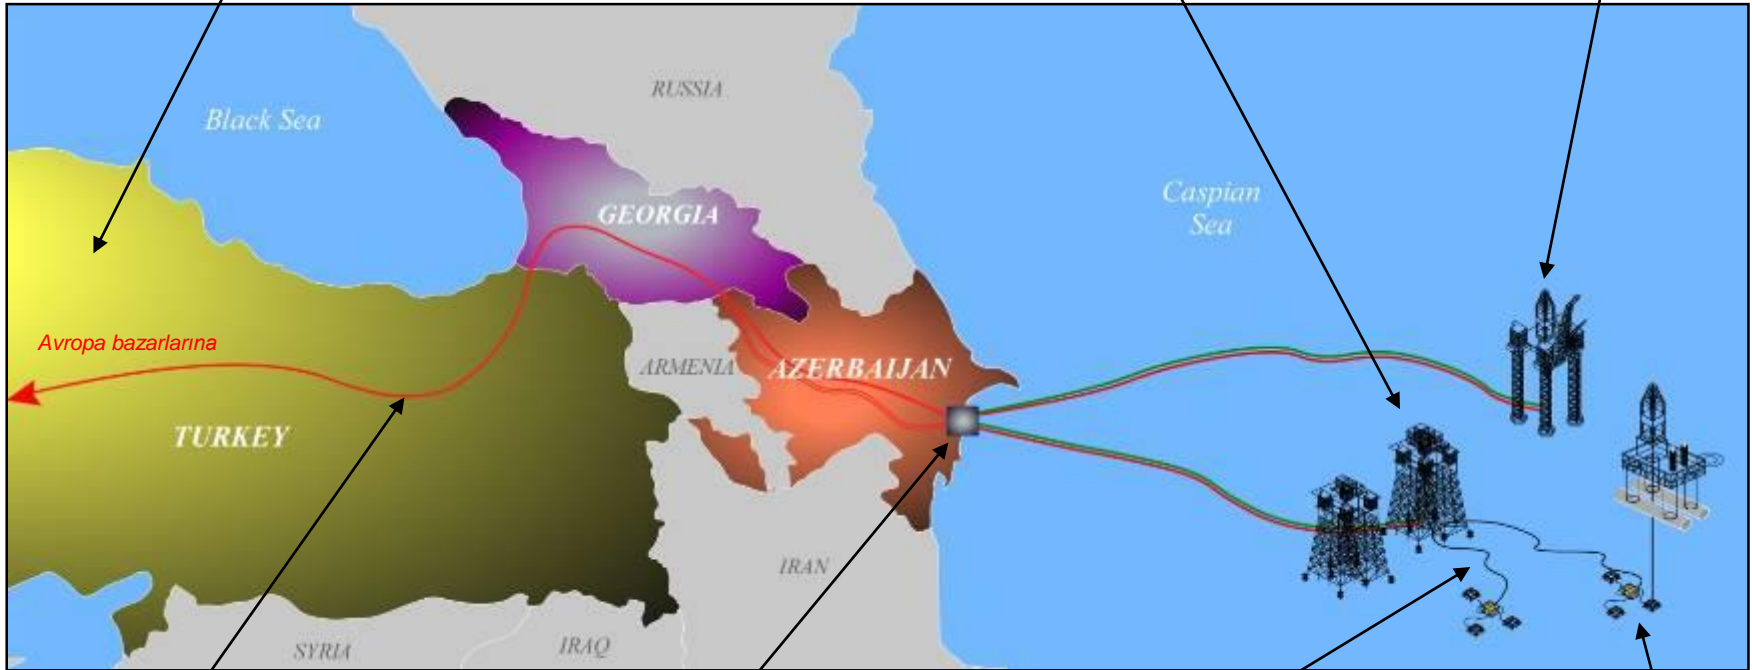 RUSSIA
Black Sea
Caspian
Sea
GEORGIA
Avropa bazarlarına
ARMENIA
AZERBAIJAN
TURKEY
IRAN
SYRIA
IRAQ